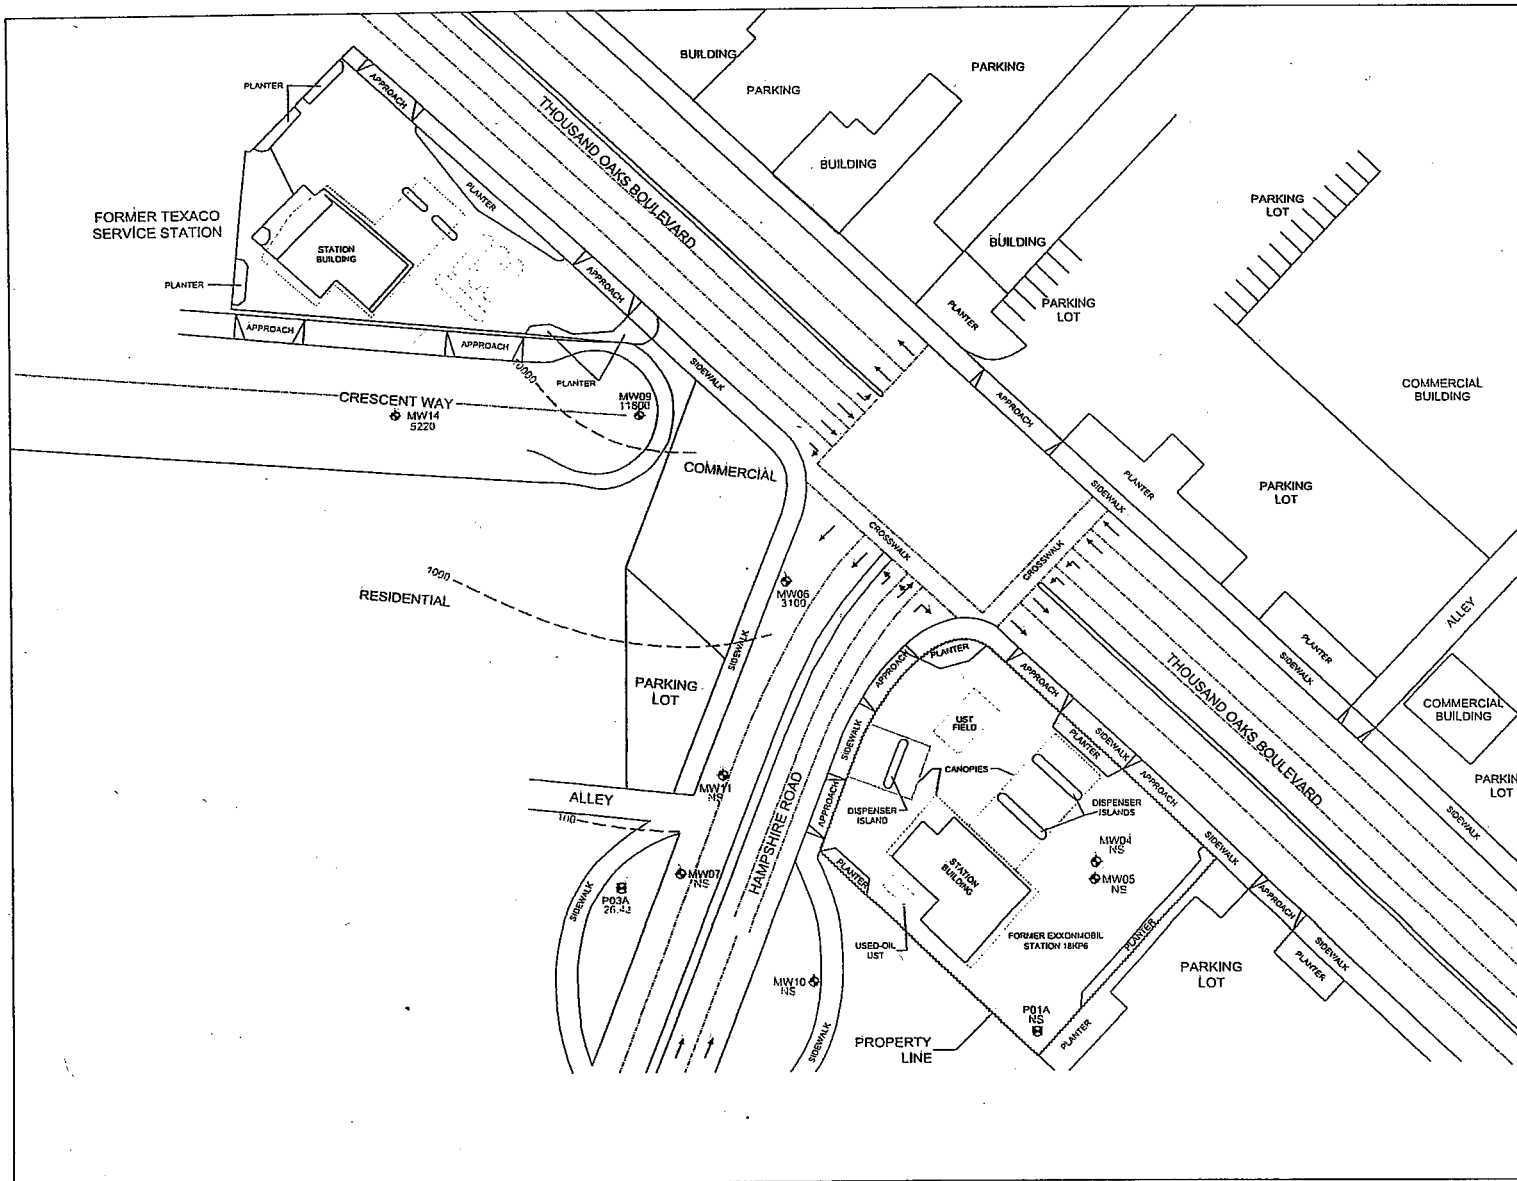 BUILDING
PARKING
PARKING
APPROACH
PLANTER
THOUSAND OAKS BOULEVARD
BUILDING
PLANTER
PARKING
LOT
FORMER TEXACO
SERVICE STATION
STATION
BUILDING
BUILDING
PLANTER
APPROACH
PARKING
LOT
PLANTER
APPROACH
APPROACH
SIDEWALK
10000
PLANTER
COMMERCIAL
BUILDING
CRESCENT WAY
MW14
5220
MW09
11800
APPROACH
COMMERCIAL
PLANTER
SIDEWALK
PARKING
LOT
CROSSWALK
CROSSWALK
1000
RESIDENTIAL
MW06
3100
SIDEWALK
ALLEY
PLANTER
SIDEWALK
PLANTER
APPROACH
APPROACH
THOUSAND OAKS BOULEVARD
PARKING
LOT
UST
FIELD
SIDEWALK
PLANTER
SIDEWALK
COMMERCIAL
BUILDING
CANOPIES
MW11
NS
HAMPSHIRE ROAD
APPROACH
DISPENSER
ISLAND
DISPENSER
ISLANDS
APPROACH
PARKIN
LOT
SIDEWALK
ALLEY
100
MW04
NS
MW05
NS
SIDEWALK
MW07
NS
P03A
SIDEWALK
PLANTER
STATION
BUILDING
APPROACH
USED-OIL
UST
FORMER EXXONMOBIL
STATION 18KP6
PLANTER
SIDEWALK
PLANTER
PARKING
LOT
MW10
NS
P01A
NS
PLANTER
SIDEWALK
PROPERTY
LINE